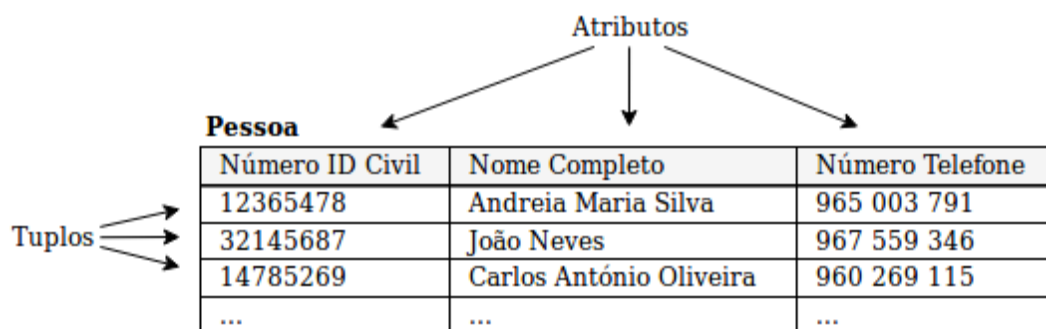 Atributos
Pessoa
Número ID Civil Nome Completo Número Telefone
12365478 Andreia Maria Silva 965 003 791
Tuplos
32145687 João Neves 967 559 346
14785269 Carlos António Oliveira 960 269 115
... ... ...